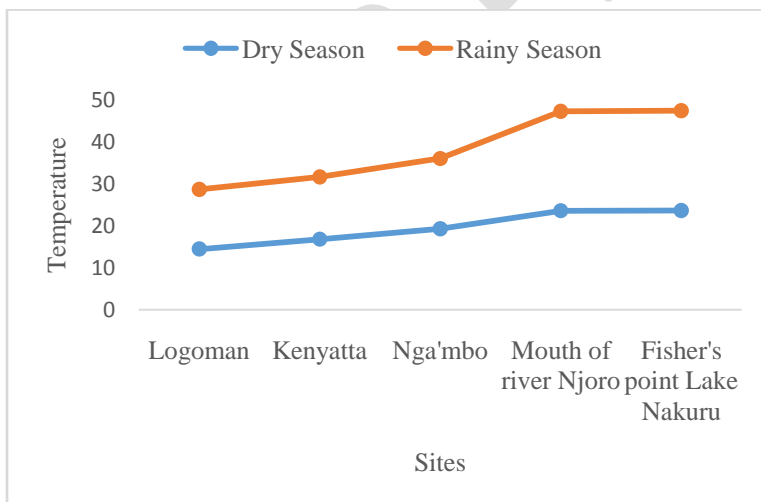 Dry Season
Rainy Season
Temperature
50
40
30
20
10
0
Logoman
Kenyatta
Nga'mbo
Mouth of
river Njoro
Fisher's
point Lake
Nakuru
Sites